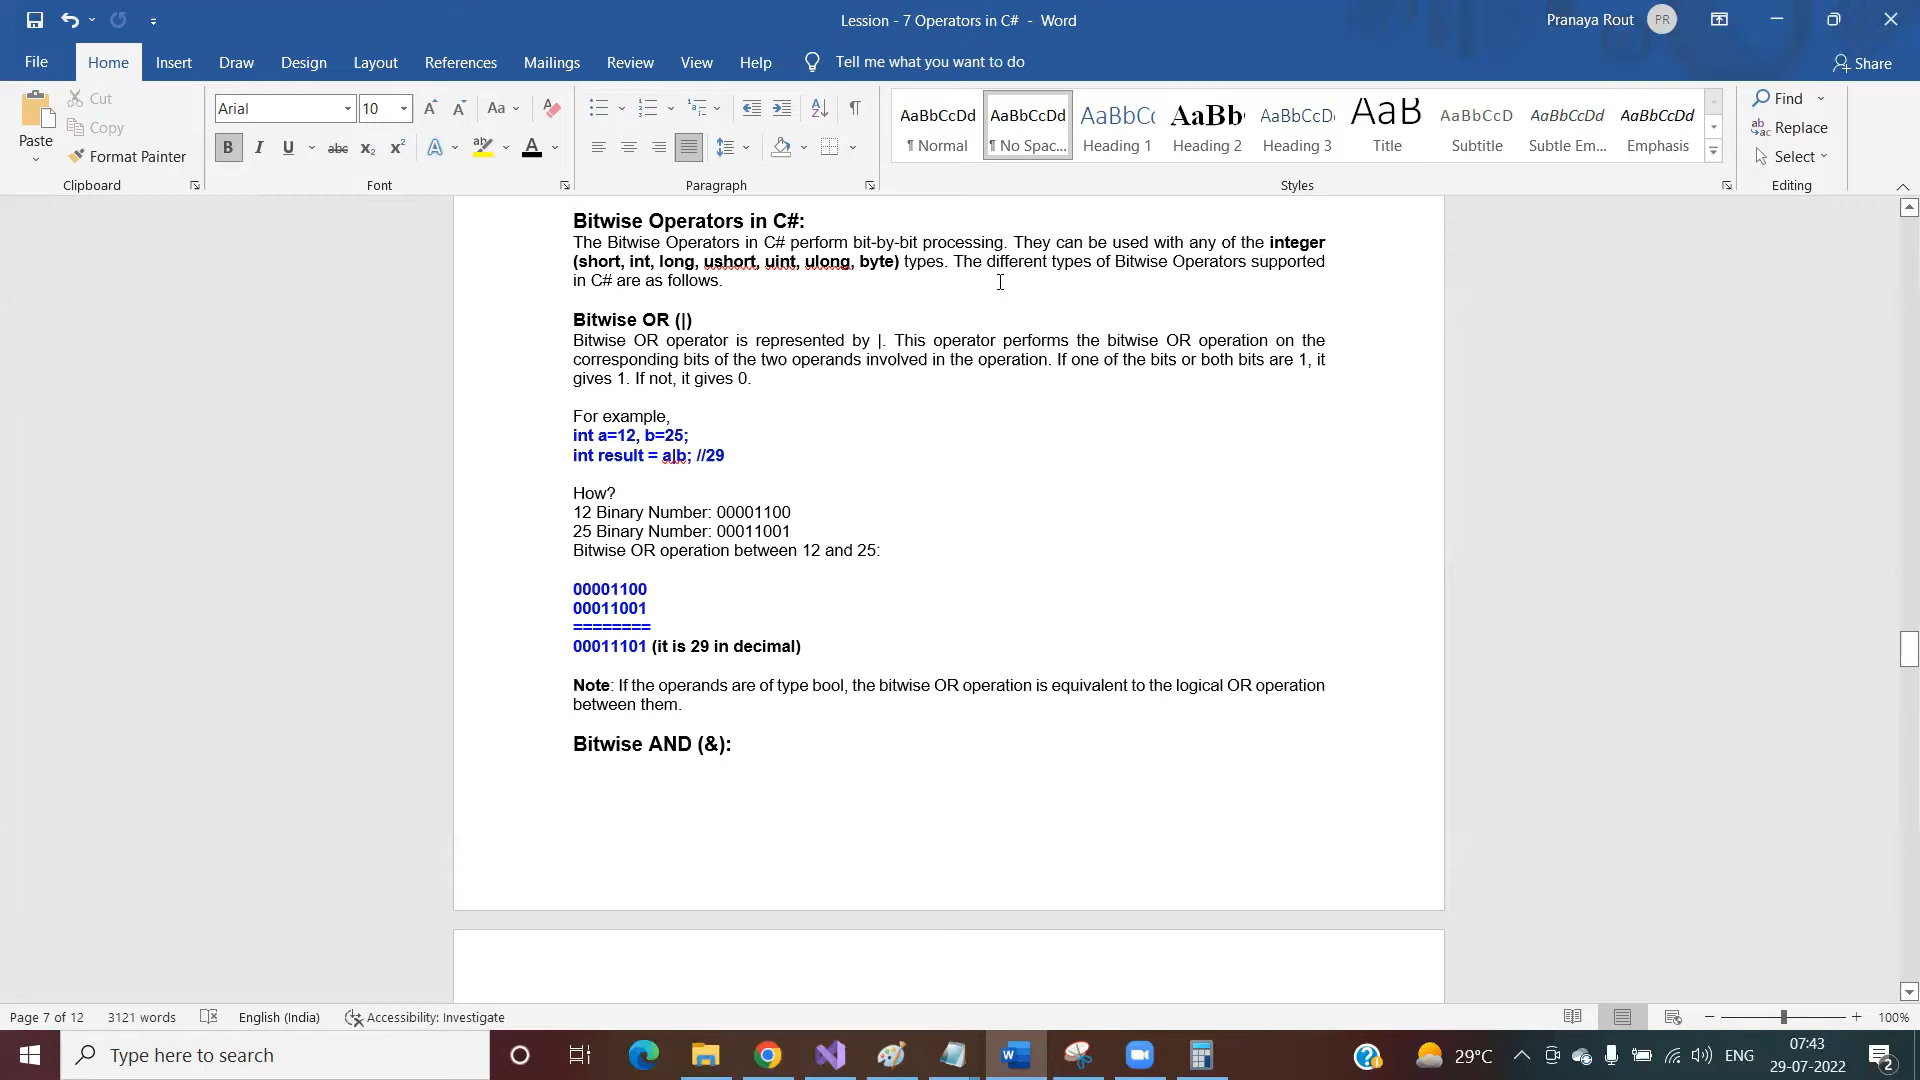 Lession - 7 Operators in C# - Word
Pranaya Rout PR
File Home Insert Draw Design Layout References Mailings Review View Help Tell me what you want to do Share
Paste
Cut
Copy
Format Painter
Clipboard
Arial 10 Aa
B I U abc x₂ x² A ab A
Font
Paragraph
AaBbCcDd AaBbCcDd AaBbC AaBb AaBbCcD AaB AaBbCcD AaBbCcDd AaBbCcDd
¶ Normal ¶ No Spac... Heading 1 Heading 2 Heading 3 Title Subtitle Subtle Em... Emphasis
Styles
Find
Replace
Select
Editing
Bitwise Operators in C#:
The Bitwise Operators in C# perform bit-by-bit processing. They can be used with any of the integer
(short, int, long, ushort, uint, ulong, byte) types. The different types of Bitwise Operators supported
in C# are as follows.
Bitwise OR (|)
Bitwise OR operator is represented by |. This operator performs the bitwise OR operation on the
corresponding bits of the two operands involved in the operation. If one of the bits or both bits are 1, it
gives 1. If not, it gives 0.
For example,
int a=12, b=25;
int result = a|b; //29
How?
12 Binary Number: 00001100
25 Binary Number: 00011001
Bitwise OR operation between 12 and 25:
00001100
00011001
========
00011101 (it is 29 in decimal)
Note: If the operands are of type bool, the bitwise OR operation is equivalent to the logical OR operation
between them.
Bitwise AND (&):
Page 7 of 12 3121 words English (India) Accessibility: Investigate 100%
Type here to search
29°C ENG
07:43
29-07-2022
2